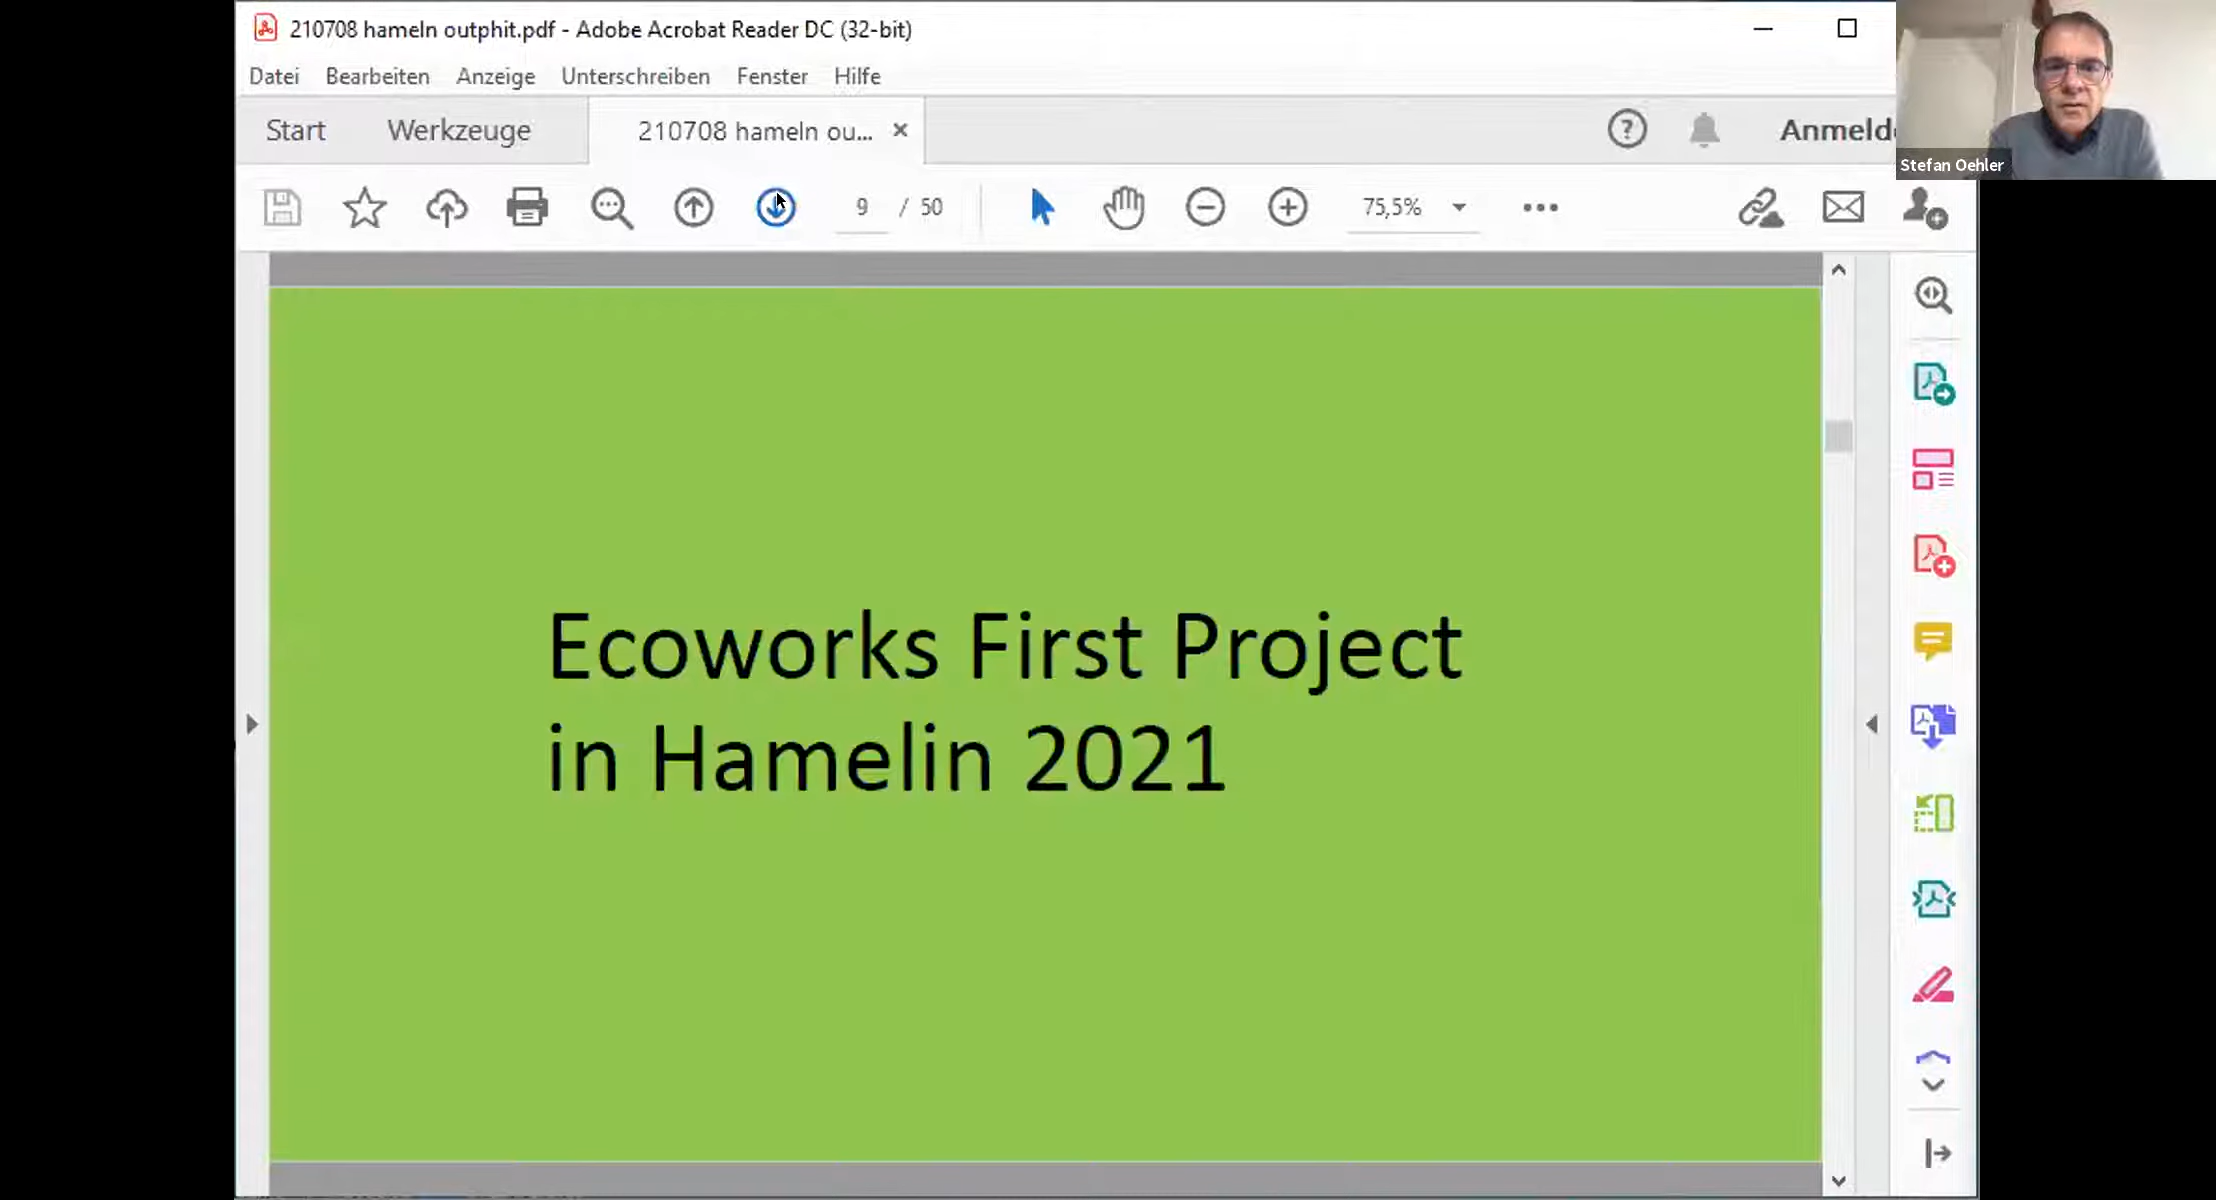 210708 hameln outphit.pdf - Adobe Acrobat Reader DC (32-bit)
Datei Bearbeiten Anzeige Unterschreiben Fenster Hilfe
Start Werkzeuge 210708 hameln ou... Anmeld
Stefan Oehler
9 / 50 75,5%
Ecoworks First Project
in Hamelin 2021